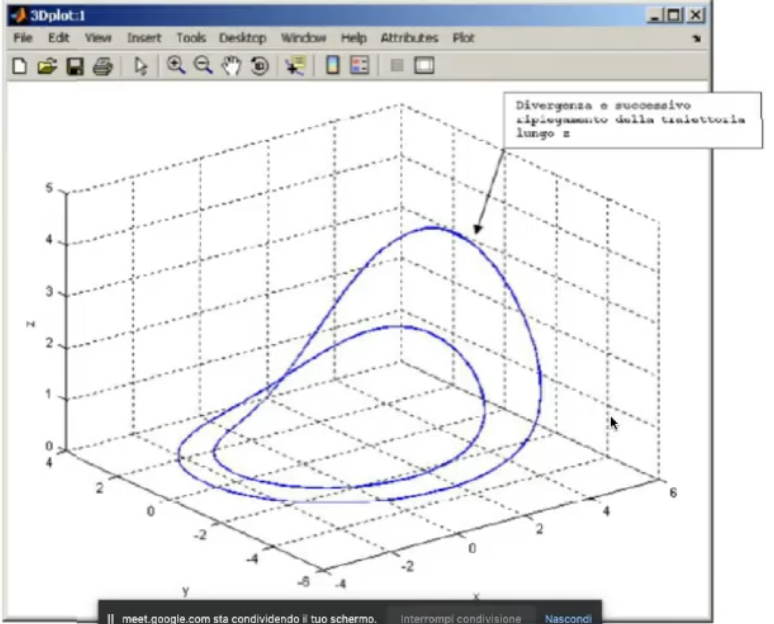 3Dplot:1
File Edit View Insert Tools Desktop Window Help Attributes Plot
Divergenza e successivo
ripiegamento della traiettoria
lungo z
5
4
3
2
1
0
z
4
2
0
-2
-4
-6
y
-4
-2
0
2
4
6
x
meet.google.com sta condividendo il tuo schermo. Interrompi condivisione Nascondi